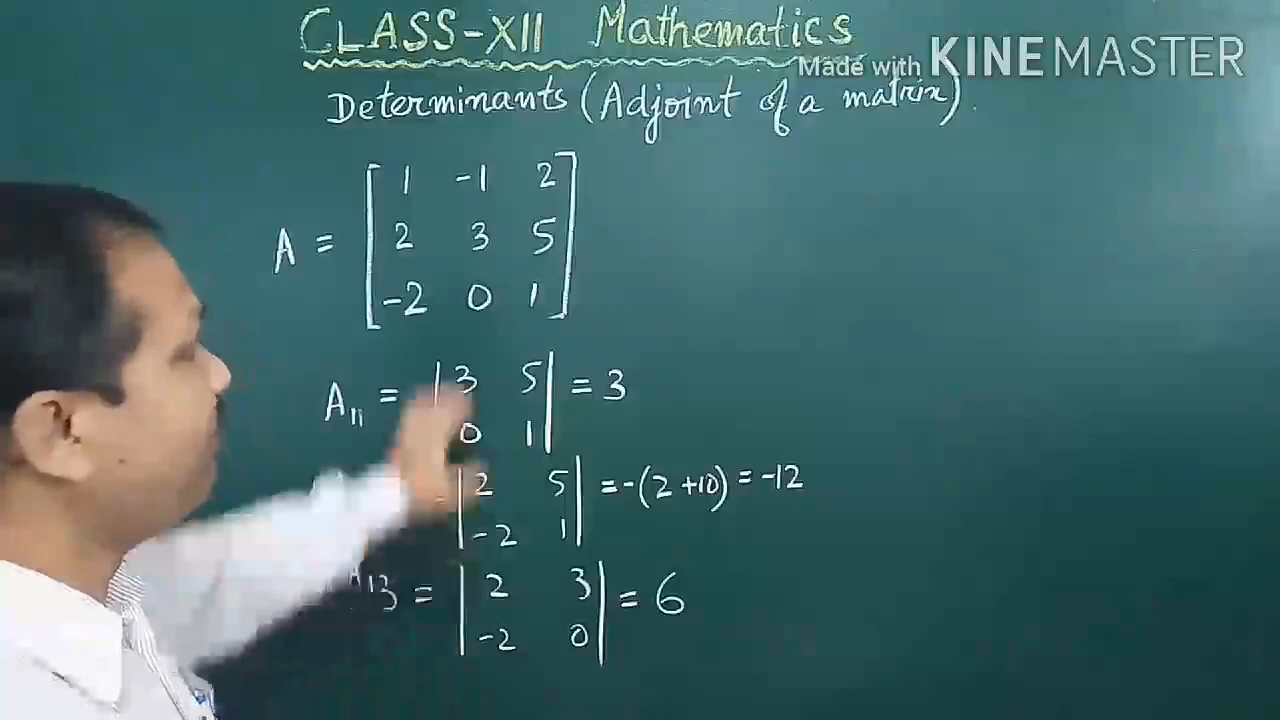 CLASS-XII Mathematics
Made with KINEMASTER
Determinants (Adjoint of a matrix).
A = [ 1 -1 2
2 3 5
-2 0 1 ]
A11 = | 3 5 | = 3
0 1 |
| 2 5 | = -(2+10) = -12
| -2 1 |
13 = | 2 3 | = 6
| -2 0 |